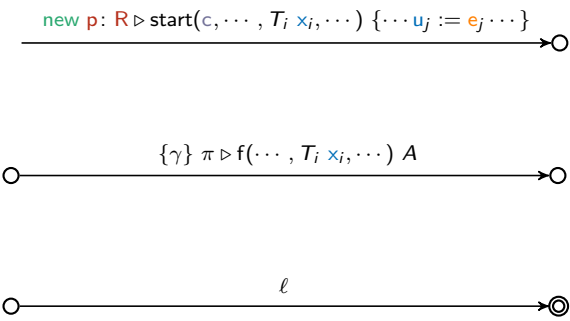 new p: R ▷ start(c, ⋯ , Tᵢ xᵢ, ⋯) {⋯ uⱼ := eⱼ ⋯}
{γ} π ▷ f(⋯ , Tᵢ xᵢ, ⋯) A
ℓ